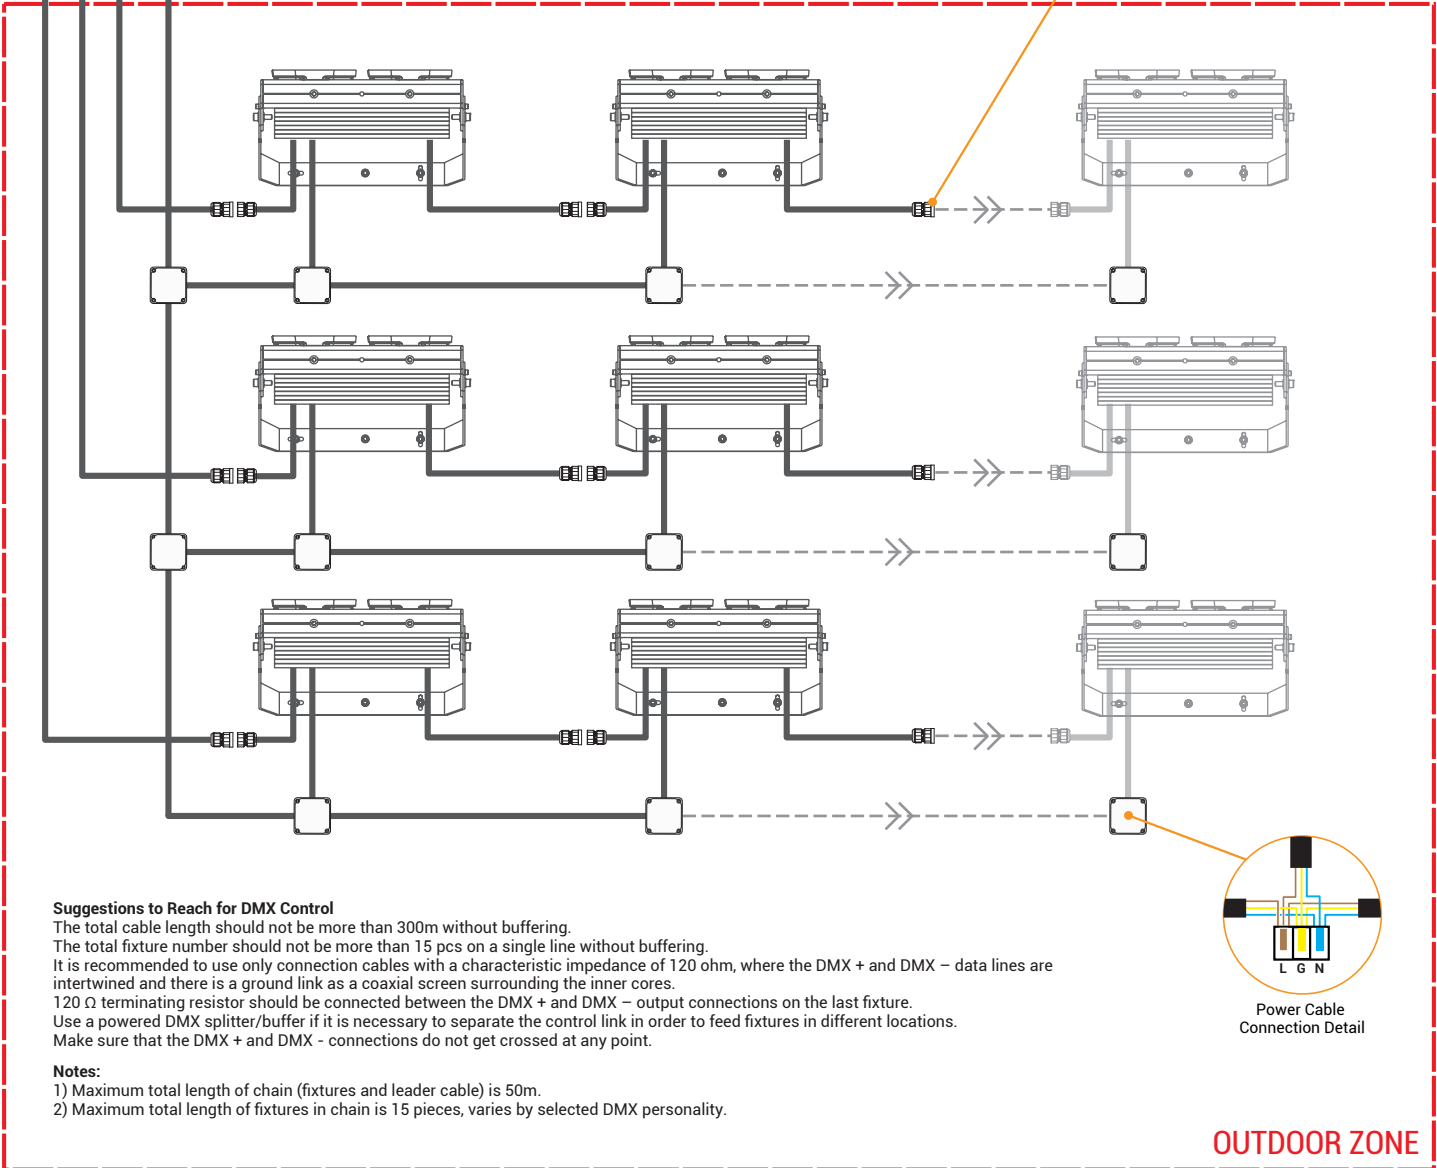 Suggestions to Reach for DMX Control
The total cable length should not be more than 300m without buffering.
The total fixture number should not be more than 15 pcs on a single line without buffering.
It is recommended to use only connection cables with a characteristic impedance of 120 ohm, where the DMX + and DMX – data lines are
intertwined and there is a ground link as a coaxial screen surrounding the inner cores.
120 Ω terminating resistor should be connected between the DMX + and DMX – output connections on the last fixture.
Use a powered DMX splitter/buffer if it is necessary to separate the control link in order to feed fixtures in different locations.
Make sure that the DMX + and DMX - connections do not get crossed at any point.
Notes:
1) Maximum total length of chain (fixtures and leader cable) is 50m.
2) Maximum total length of fixtures in chain is 15 pieces, varies by selected DMX personality.
L G N
Power Cable
Connection Detail
OUTDOOR ZONE